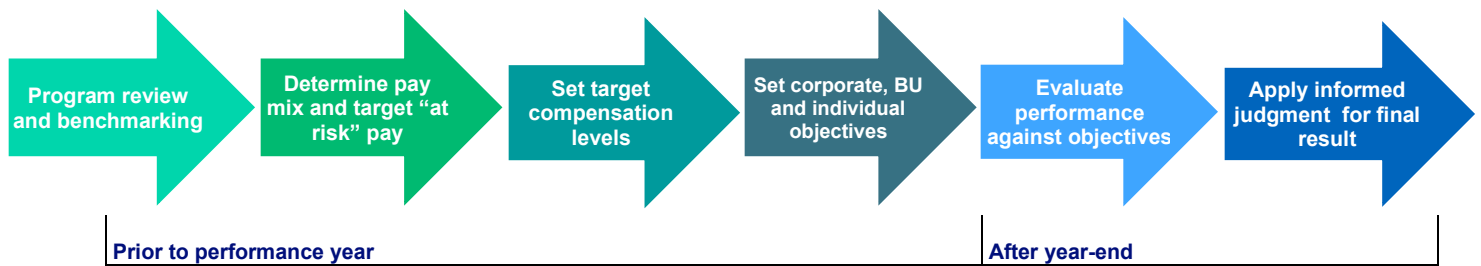 Program review
and benchmarking
Determine pay
mix and target “at
risk” pay
Set target
compensation
levels
Set corporate, BU
and individual
objectives
Evaluate
performance
against objectives
Apply informed
judgment for final
result
Prior to performance year
After year-end